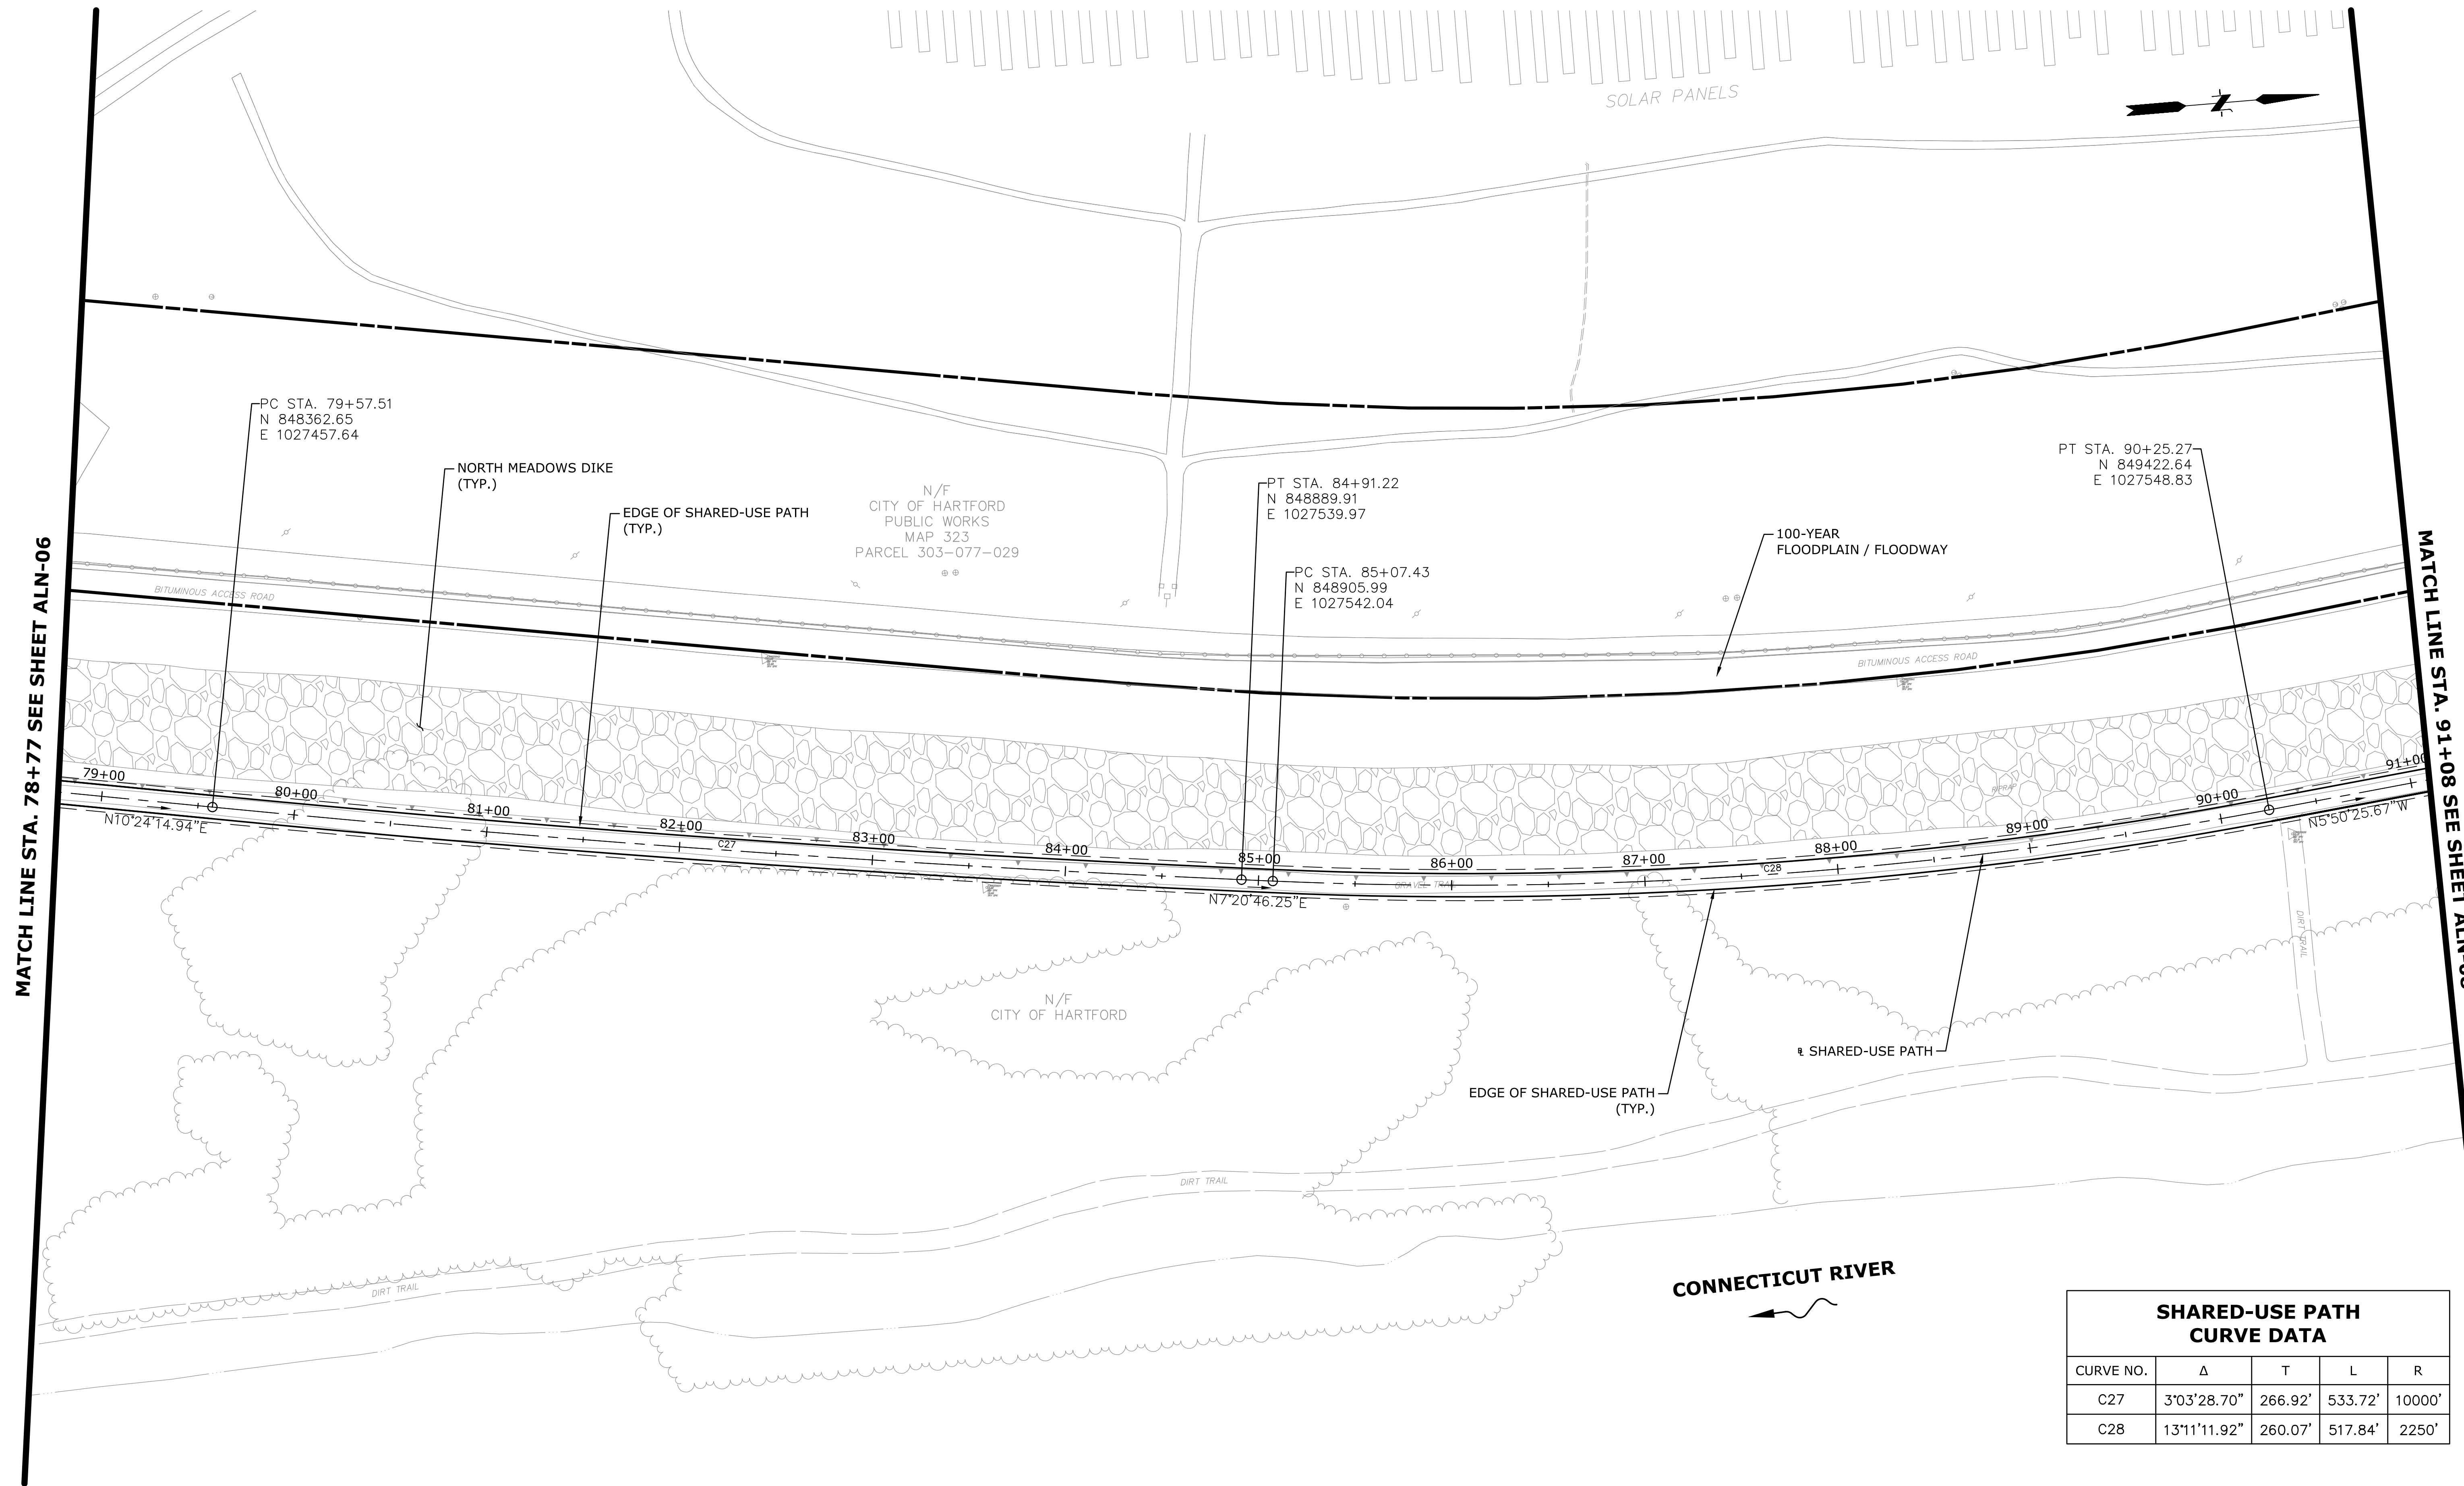 SOLAR PANELS
PC STA. 79+57.51
N 848362.65
E 1027457.64
NORTH MEADOWS DIKE
(TYP.)
EDGE OF SHARED-USE PATH
(TYP.)
N/F
CITY OF HARTFORD
PUBLIC WORKS
MAP 323
PARCEL 303-077-029
PT STA. 84+91.22
N 848889.91
E 1027539.97
PC STA. 85+07.43
N 848905.99
E 1027542.04
100-YEAR
FLOODPLAIN / FLOODWAY
PT STA. 90+25.27
N 849422.64
E 1027548.83
MATCH LINE STA. 78+77 SEE SHEET ALN-06
MATCH LINE STA. 91+08 SEE SHEET
BITUMINOUS ACCESS ROAD
BITUMINOUS ACCESS ROAD
RIPRAP
79+00
80+00
81+00
82+00
83+00
84+00
85+00
86+00
87+00
88+00
89+00
90+00
91+00
N10°24'14.94"E
C27
N7°20'46.25"E
GRAVEL TRAIL
C28
N5°50'25.67"W
DIRT TRAIL
N/F
CITY OF HARTFORD
℄ SHARED-USE PATH
EDGE OF SHARED-USE PATH
(TYP.)
DIRT TRAIL
DIRT TRAIL
CONNECTICUT RIVER
SHARED-USE PATH
CURVE DATA
CURVE NO. Δ T L R
C27 3°03'28.70" 266.92' 533.72' 10000'
C28 13°11'11.92" 260.07' 517.84' 2250'